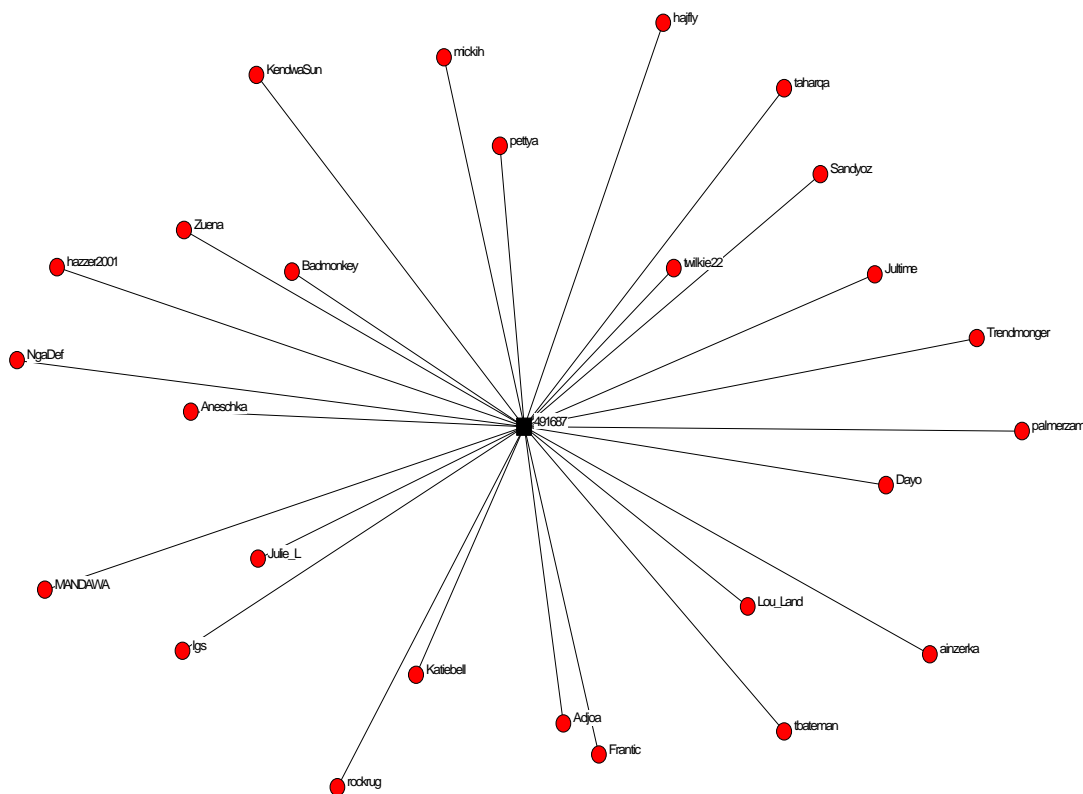 hajfly
mickih
KendwaSun
taharqa
pettya
Sandyoz
Zuena
hazzer2001
Badmonkey
twilkie22
Jultime
Trendmonger
NgaDef
Aneschka
491687
palmerzam
Dayo
Julie_L
MANDAWA
Lou_Land
lgs
ainzerka
Katiebell
Adjoa
tbateman
Frantic
rockrug